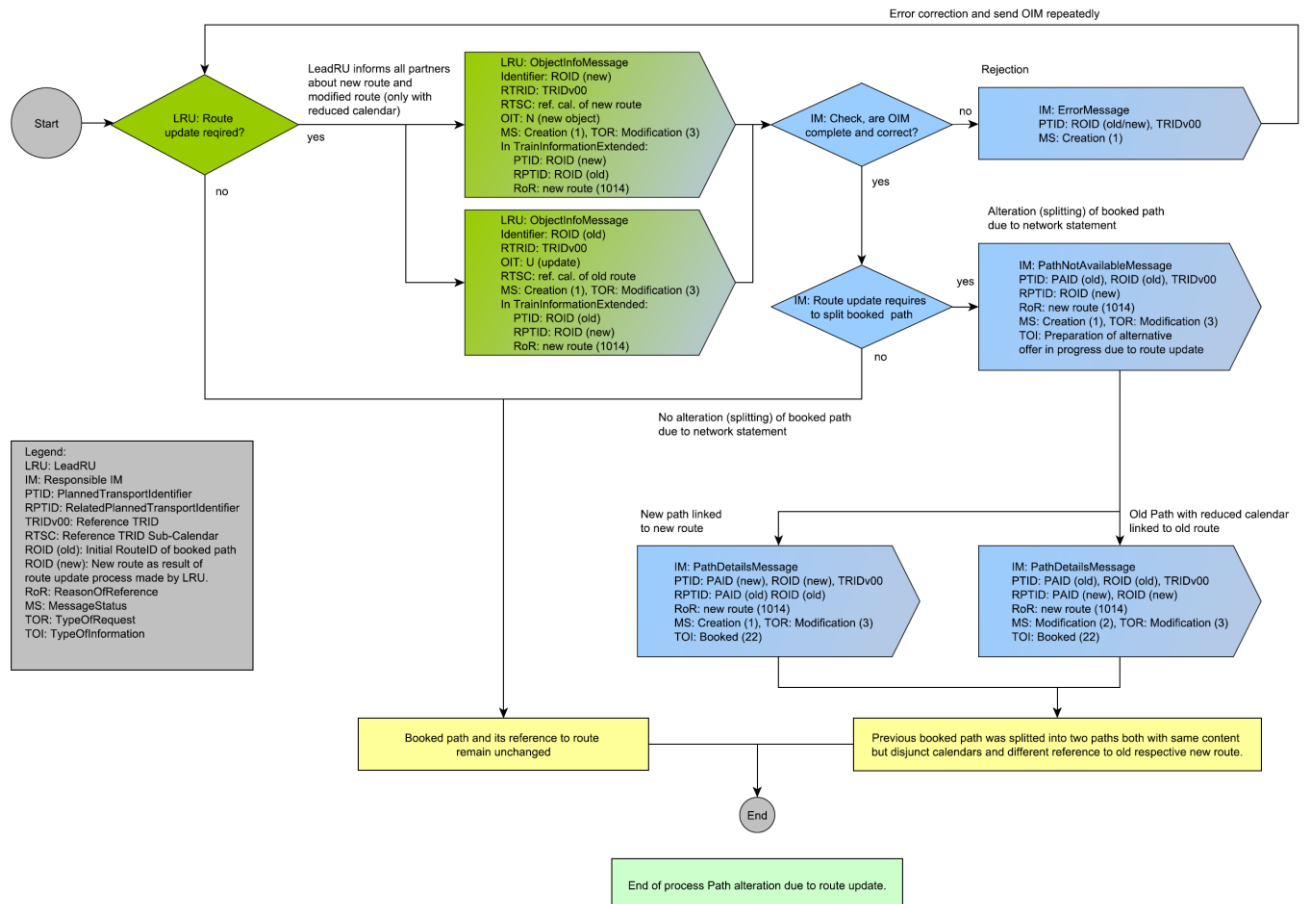 Error correction and send OIM repeatedly
Start
LRU: Route
update reqired?
yes
no
LeadRU informs all partners
about new route and
modified route (only with
reduced calendar)
LRU: ObjectInfoMessage
Identifier: ROID (new)
RTRID: TRIDv00
RTSC: ref. cal. of new route
OIT: N (new object)
MS: Creation (1), TOR: Modification (3)
In TrainInformationExtended:
PTID: ROID (new)
RPTID: ROID (old)
RoR: new route (1014)
LRU: ObjectInfoMessage
Identifier: ROID (old)
RTRID: TRIDv00
OIT: U (update)
RTSC: ref. cal. of old route
MS: Creation (1), TOR: Modification (3)
In TrainInformationExtended:
PTID: ROID (old)
RPTID: ROID (new)
RoR: new route (1014)
IM: Check, are OIM
complete and correct?
no
yes
Rejection
IM: ErrorMessage
PTID: ROID (old/new), TRIDv00
MS: Creation (1)
IM: Route update requires
to split booked path
yes
no
Alteration (splitting) of booked path
due to network statement
IM: PathNotAvailableMessage
PTID: PAID (old), ROID (old), TRIDv00
RPTID: ROID (new)
RoR: new route (1014)
MS: Creation (1), TOR: Modification (3)
TOI: Preparation of alternative
offer in progress due to route update
No alteration (splitting) of booked path
due to network statement
Legend:
LRU: LeadRU
IM: Responsible IM
PTID: PlannedTransportIdentifier
RPTID: RelatedPlannedTransportIdentifier
TRIDv00: Reference TRID
RTSC: Reference TRID Sub-Calendar
ROID (old): Initial RouteID of booked path
ROID (new): New route as result of
route update process made by LRU.
RoR: ReasonOfReference
MS: MessageStatus
TOR: TypeOfRequest
TOI: TypeOfInformation
New path linked
to new route
IM: PathDetailsMessage
PTID: PAID (new), ROID (new), TRIDv00
RPTID: PAID (old) ROID (old)
RoR: new route (1014)
MS: Creation (1), TOR: Modification (3)
TOI: Booked (22)
Old Path with reduced calendar
linked to old route
IM: PathDetailsMessage
PTID: PAID (old), ROID (old), TRIDv00
RPTID: PAID (new), ROID (new)
RoR: new route (1014)
MS: Modification (2), TOR: Modification (3)
TOI: Booked (22)
Booked path and its reference to route
remain unchanged
Previous booked path was splitted into two paths both with same content
but disjunct calendars and different reference to old respective new route.
End
End of process Path alteration due to route update.